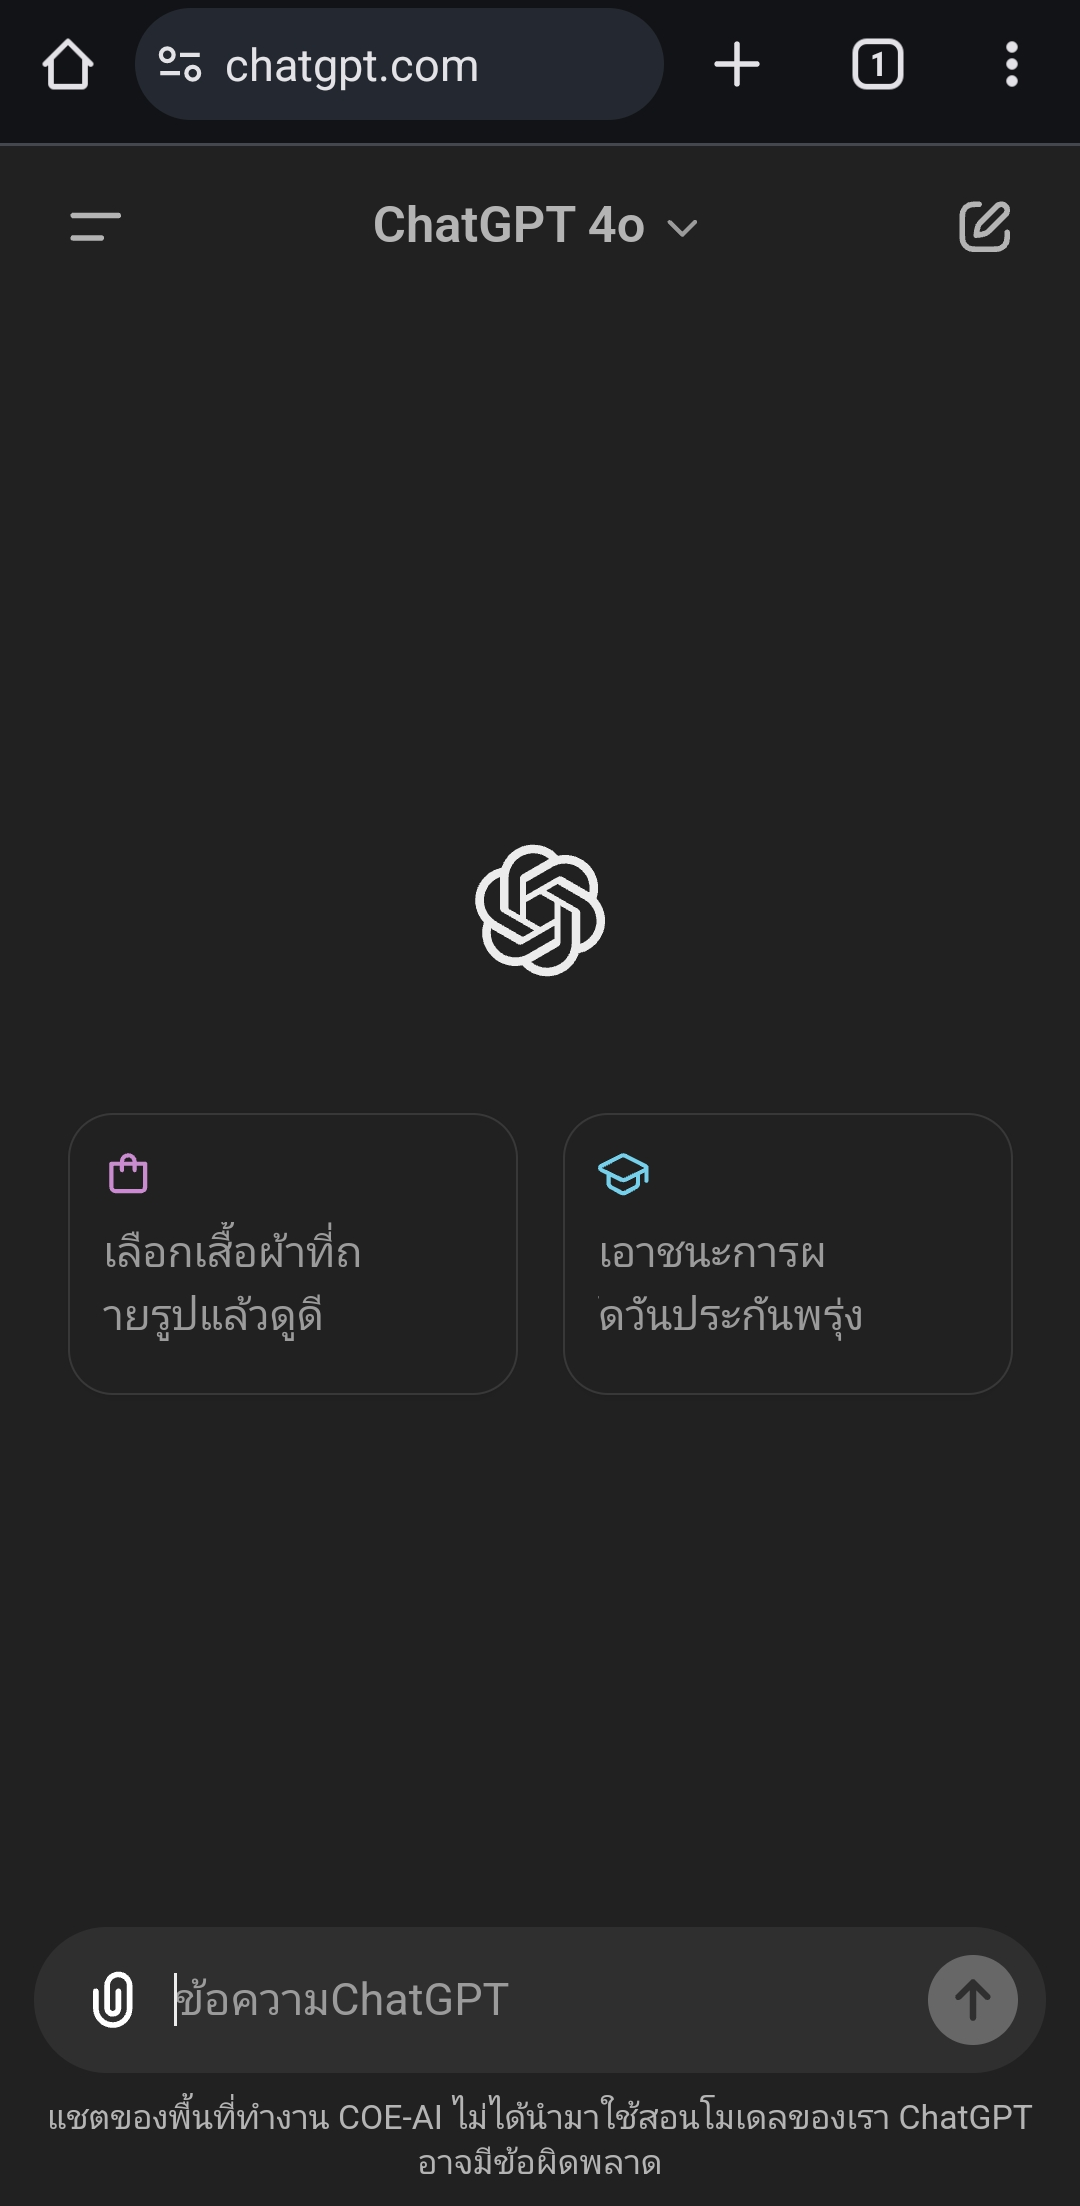 chatgpt.com
1
ChatGPT 4o
เลือกเสื้อผ้าที่ถ
ายรูปแล้วดูดี
เอาชนะการผ
ัดวันประกันพรุ่ง
ข้อความChatGPT
แชตของพื้นที่ทำงาน COE-AI ไม่ได้นำมาใช้สอนโมเดลของเรา ChatGPT
อาจมีข้อผิดพลาด